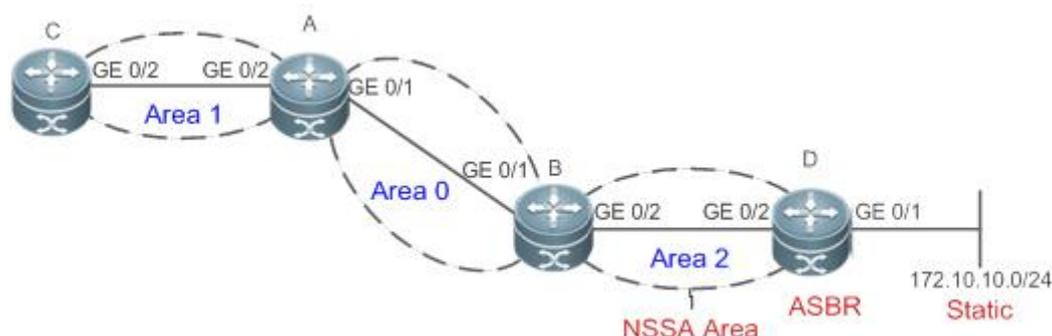 C
A
GE 0/2
GE 0/2
GE 0/1
Area 1
GE 0/1
B
D
Area 0
GE 0/2
GE 0/2
GE 0/1
Area 2
172.10.10.0/24
ASBR
Static
NSSA Area